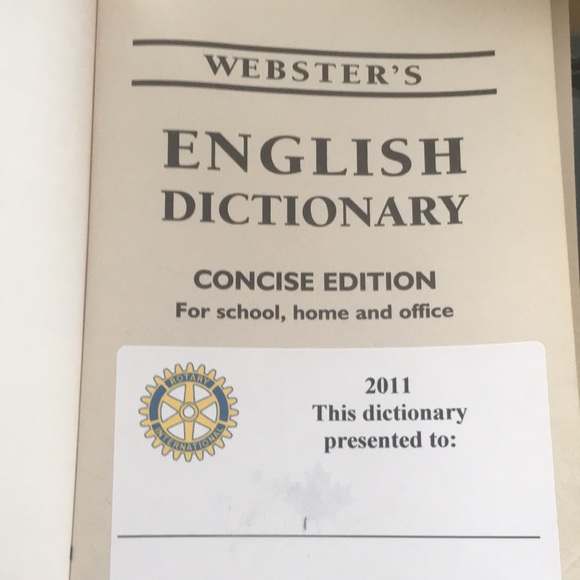 WEBSTER'S
ENGLISH
DICTIONARY
CONCISE EDITION
For school, home and office
ROTARY
INTERNATIONAL
2011
This dictionary
presented to: